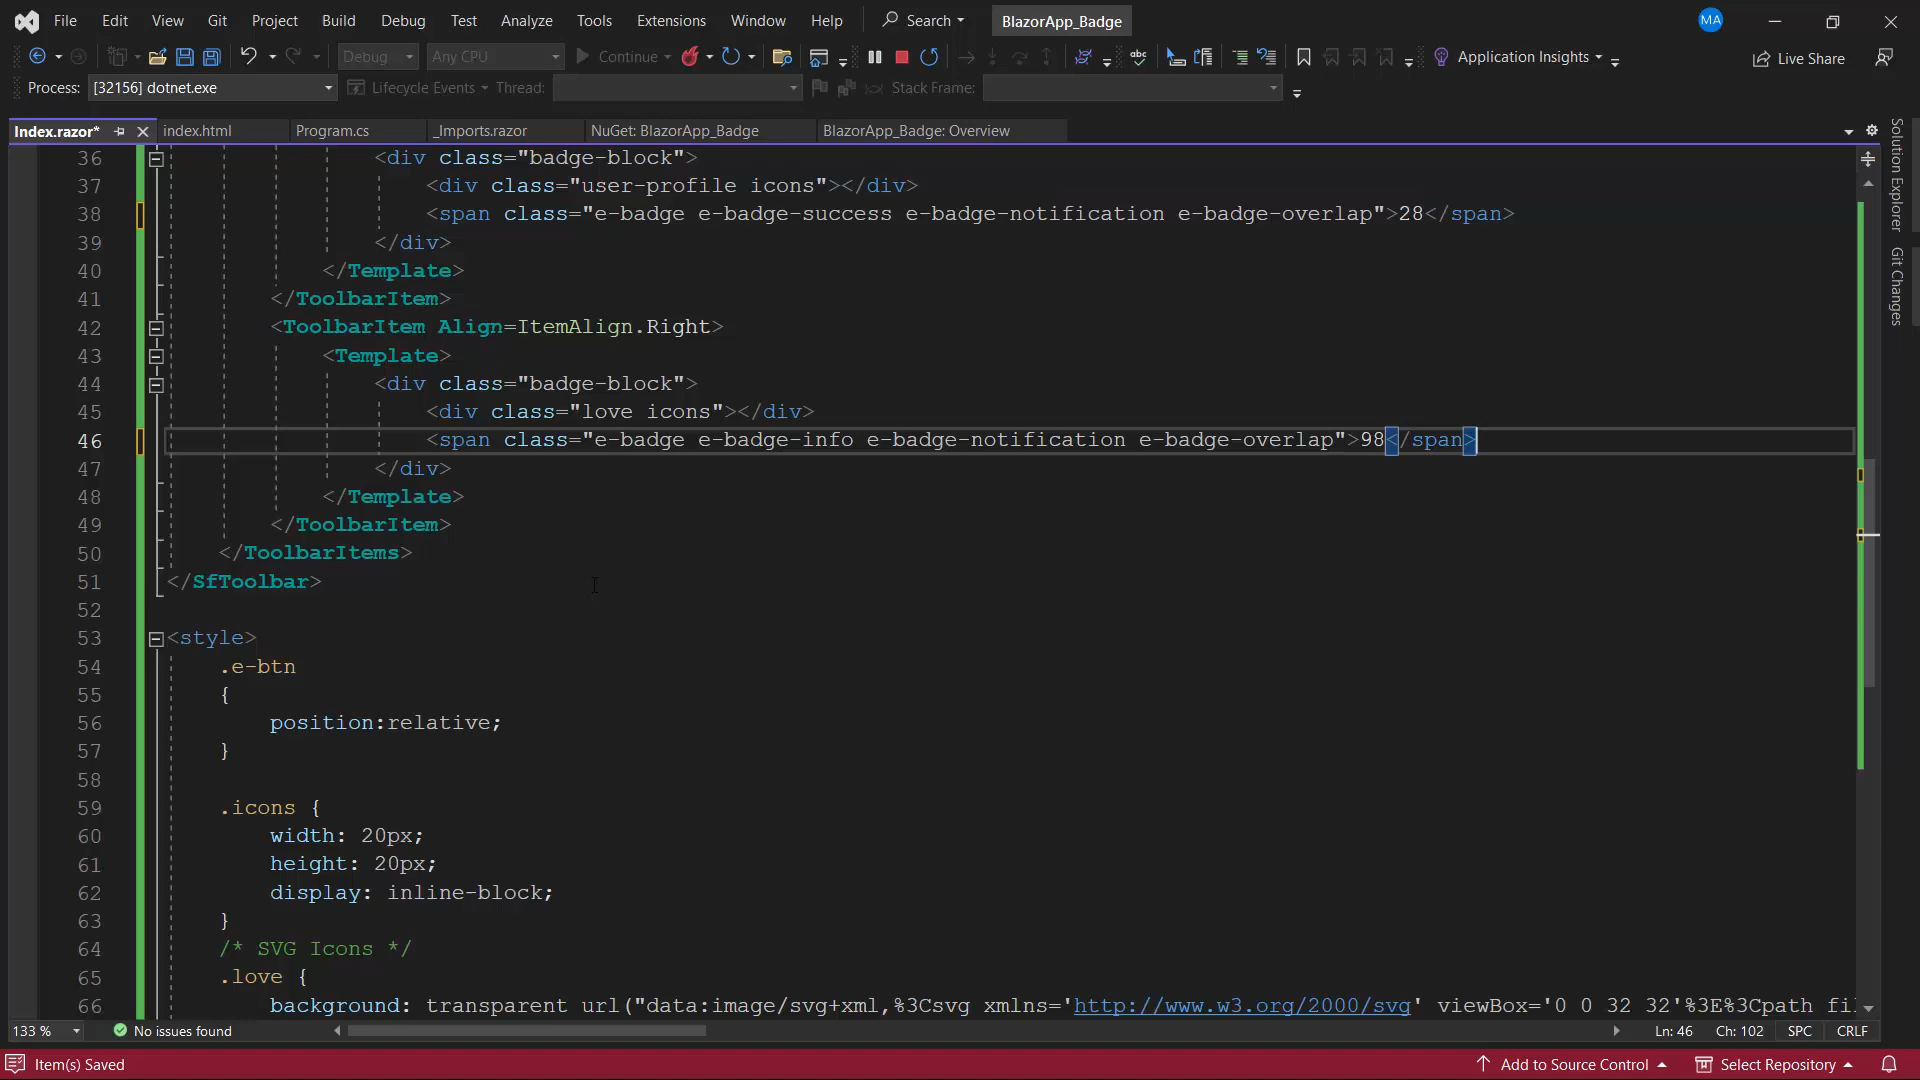 File Edit View Git Project Build Debug Test Analyze Tools Extensions Window Help Search BlazorApp_Badge MA
Debug Any CPU Continue Application Insights Live Share
Process: [32156] dotnet.exe Lifecycle Events Thread: Stack Frame:
Index.razor* index.html Program.cs _Imports.razor NuGet: BlazorApp_Badge BlazorApp_Badge: Overview
36 <div class="badge-block">
37 <div class="user-profile icons"></div>
38 <span class="e-badge e-badge-success e-badge-notification e-badge-overlap">28</span>
39 </div>
40 </Template>
41 </ToolbarItem>
42 <ToolbarItem Align=ItemAlign.Right>
43 <Template>
44 <div class="badge-block">
45 <div class="love icons"></div>
46 <span class="e-badge e-badge-info e-badge-notification e-badge-overlap">98</span>
47 </div>
48 </Template>
49 </ToolbarItem>
50 </ToolbarItems>
51 </SfToolbar>
52
53 <style>
54 .e-btn
55 {
56 position:relative;
57 }
58
59 .icons {
60 width: 20px;
61 height: 20px;
62 display: inline-block;
63 }
64 /* SVG Icons */
65 .love {
66 background: transparent url("data:image/svg+xml,%3Csvg xmlns='http://www.w3.org/2000/svg' viewBox='0 0 32 32'%3E%3Cpath fil
Solution Explorer
Git Changes
133 % No issues found Ln: 46 Ch: 102 SPC CRLF
Item(s) Saved Add to Source Control Select Repository